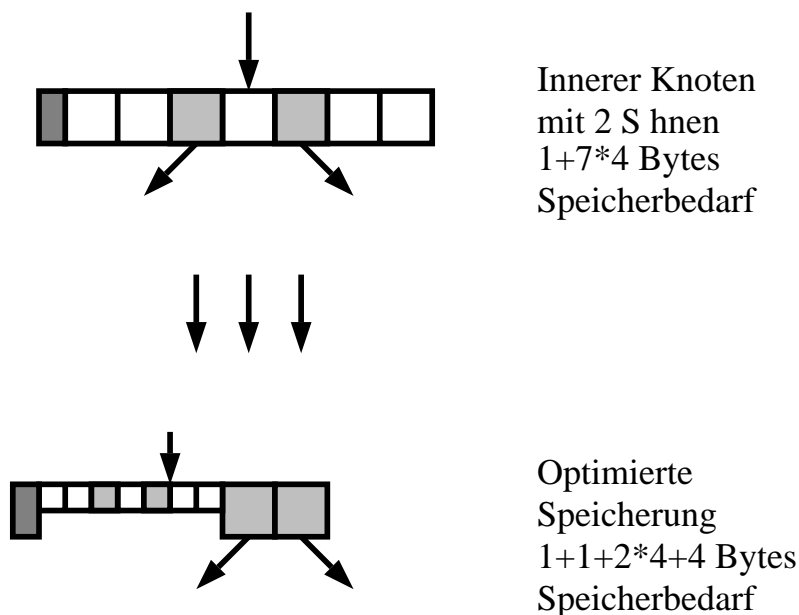 Innerer Knoten
mit 2 S hnen
1+7*4 Bytes
Speicherbedarf
Optimierte
Speicherung
1+1+2*4+4 Bytes
Speicherbedarf